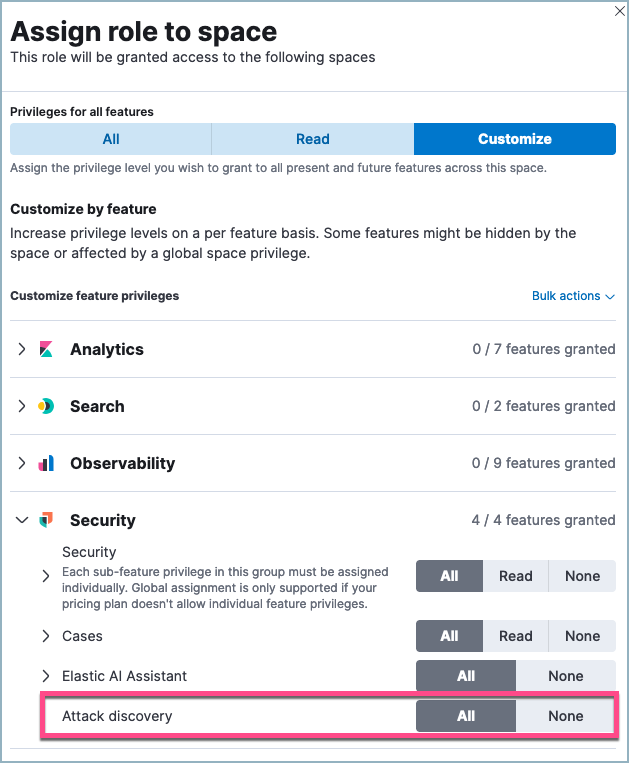 Assign role to space
This role will be granted access to the following spaces
Privileges for all features
All Read Customize
Assign the privilege level you wish to grant to all present and future features across this space.
Customize by feature
Increase privilege levels on a per feature basis. Some features might be hidden by the
space or affected by a global space privilege.
Customize feature privileges Bulk actions
Analytics 0 / 7 features granted
Search 0 / 2 features granted
Observability 0 / 9 features granted
Security 4 / 4 features granted
Security
Each sub-feature privilege in this group must be assigned
individually. Global assignment is only supported if your
pricing plan doesn't allow individual feature privileges.
All Read None
Cases All Read None
Elastic AI Assistant All None
Attack discovery All None